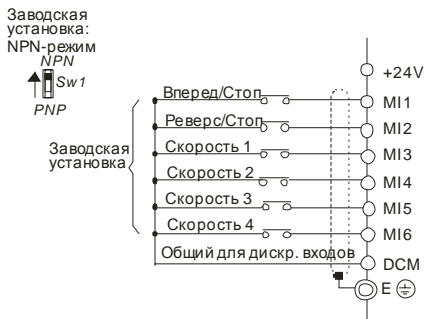 Заводская
установка:
NPN-режим
NPN
Sw1
PNP
+24V
Вперед/Стоп
MI1
Реверс/Стоп
MI2
Заводская
установка
Скорость 1
MI3
Скорость 2
MI4
Скорость 3
MI5
Скорость 4
MI6
Общий для дискр. входов
DCM
E